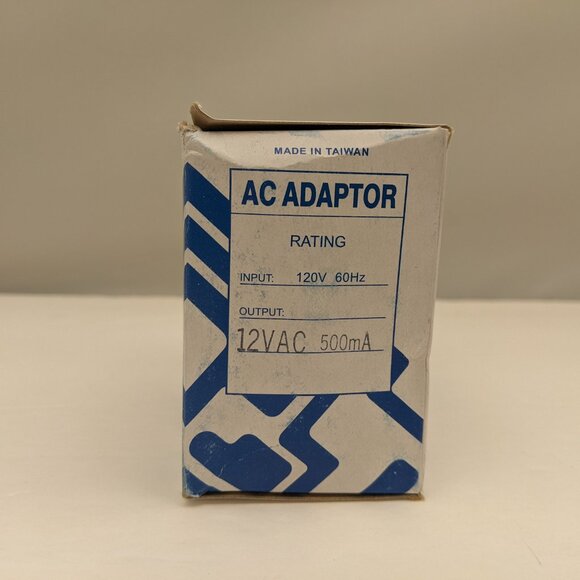 MADE IN TAIWAN
AC ADAPTOR
RATING
INPUT: 120V 60Hz
OUTPUT:
12VAC 500mA